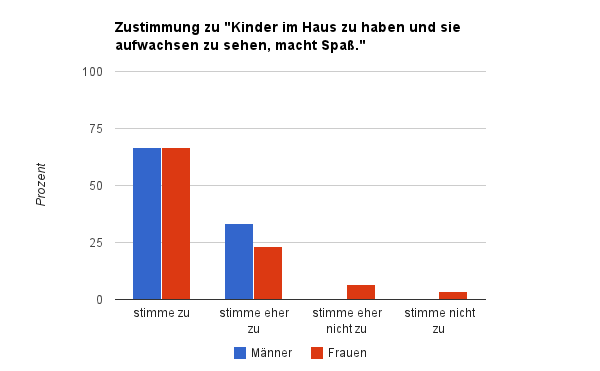 Zustimmung zu "Kinder im Haus zu haben und sie
aufwachsen zu sehen, macht Spaß."
100
75
50
25
0
Prozent
stimme zu
stimme eher
zu
stimme eher
nicht zu
stimme nicht
zu
Männer
Frauen